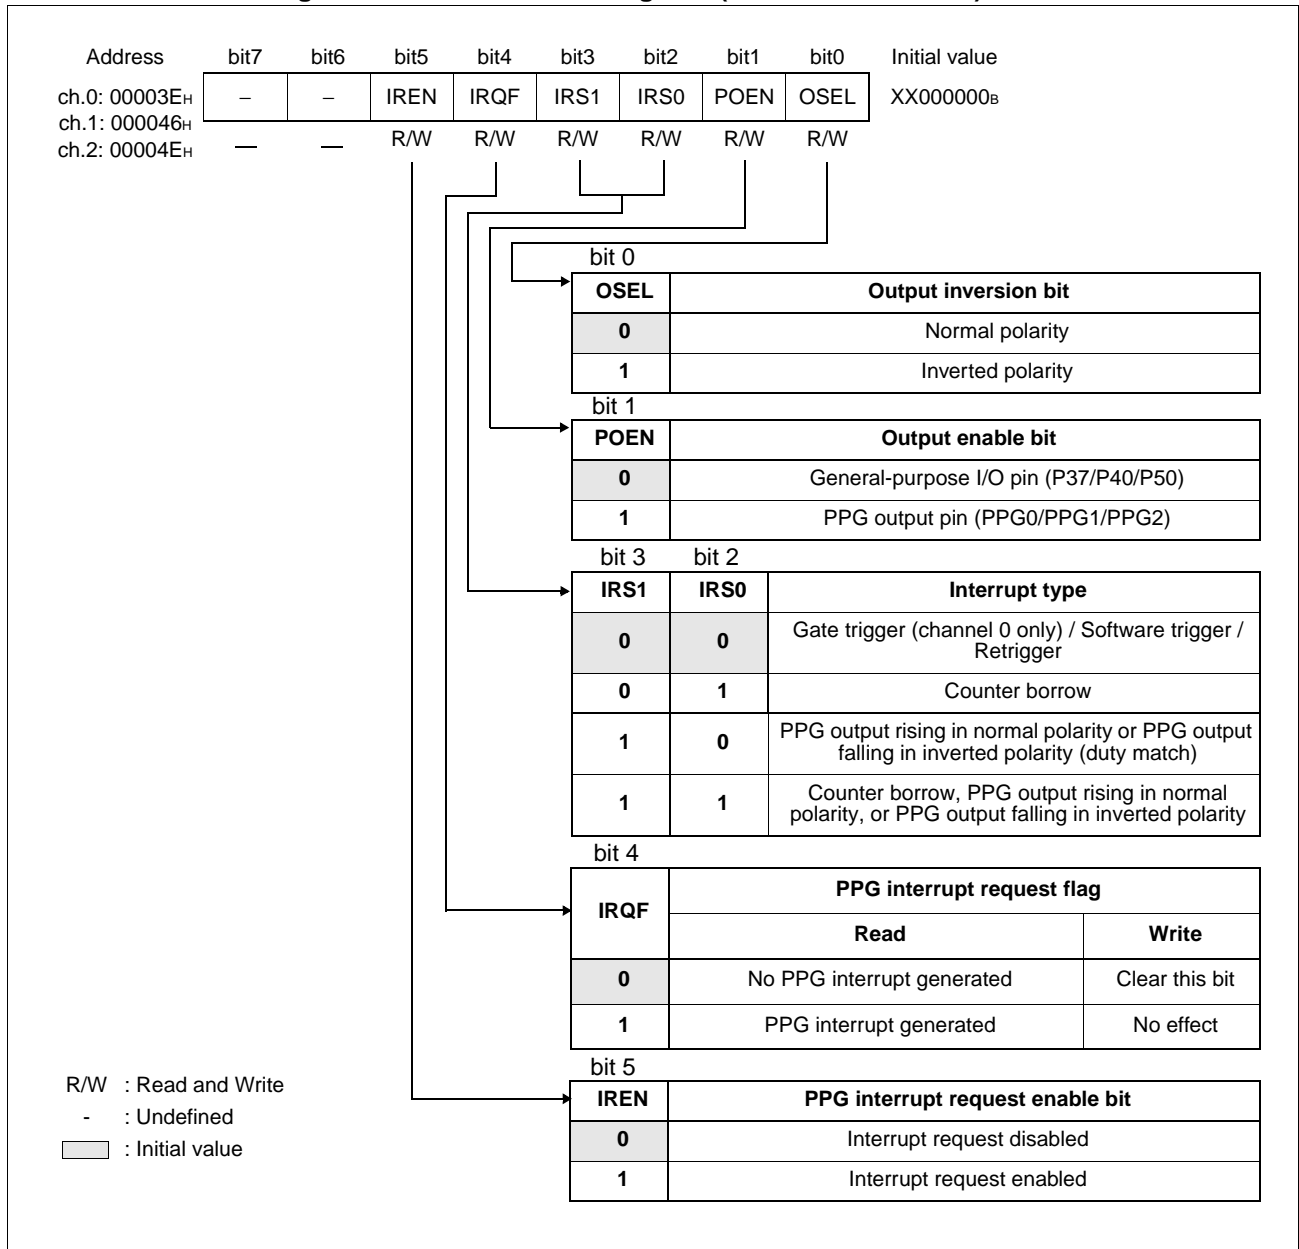 Address bit7 bit6 bit5 bit4 bit3 bit2 bit1 bit0 Initial value
ch.0: 00003EH – – IREN IRQF IRS1 IRS0 POEN OSEL XX000000B
ch.1: 000046H
ch.2: 00004EH — — R/W R/W R/W R/W R/W R/W
bit 0
OSEL Output inversion bit
0 Normal polarity
1 Inverted polarity
bit 1
POEN Output enable bit
0 General-purpose I/O pin (P37/P40/P50)
1 PPG output pin (PPG0/PPG1/PPG2)
bit 3 bit 2
IRS1 IRS0 Interrupt type
0 0 Gate trigger (channel 0 only) / Software trigger /
Retrigger
0 1 Counter borrow
1 0 PPG output rising in normal polarity or PPG output
falling in inverted polarity (duty match)
1 1 Counter borrow, PPG output rising in normal
polarity, or PPG output falling in inverted polarity
bit 4
IRQF PPG interrupt request flag
Read Write
0 No PPG interrupt generated Clear this bit
1 PPG interrupt generated No effect
bit 5
IREN PPG interrupt request enable bit
0 Interrupt request disabled
1 Interrupt request enabled
R/W : Read and Write
- : Undefined
: Initial value